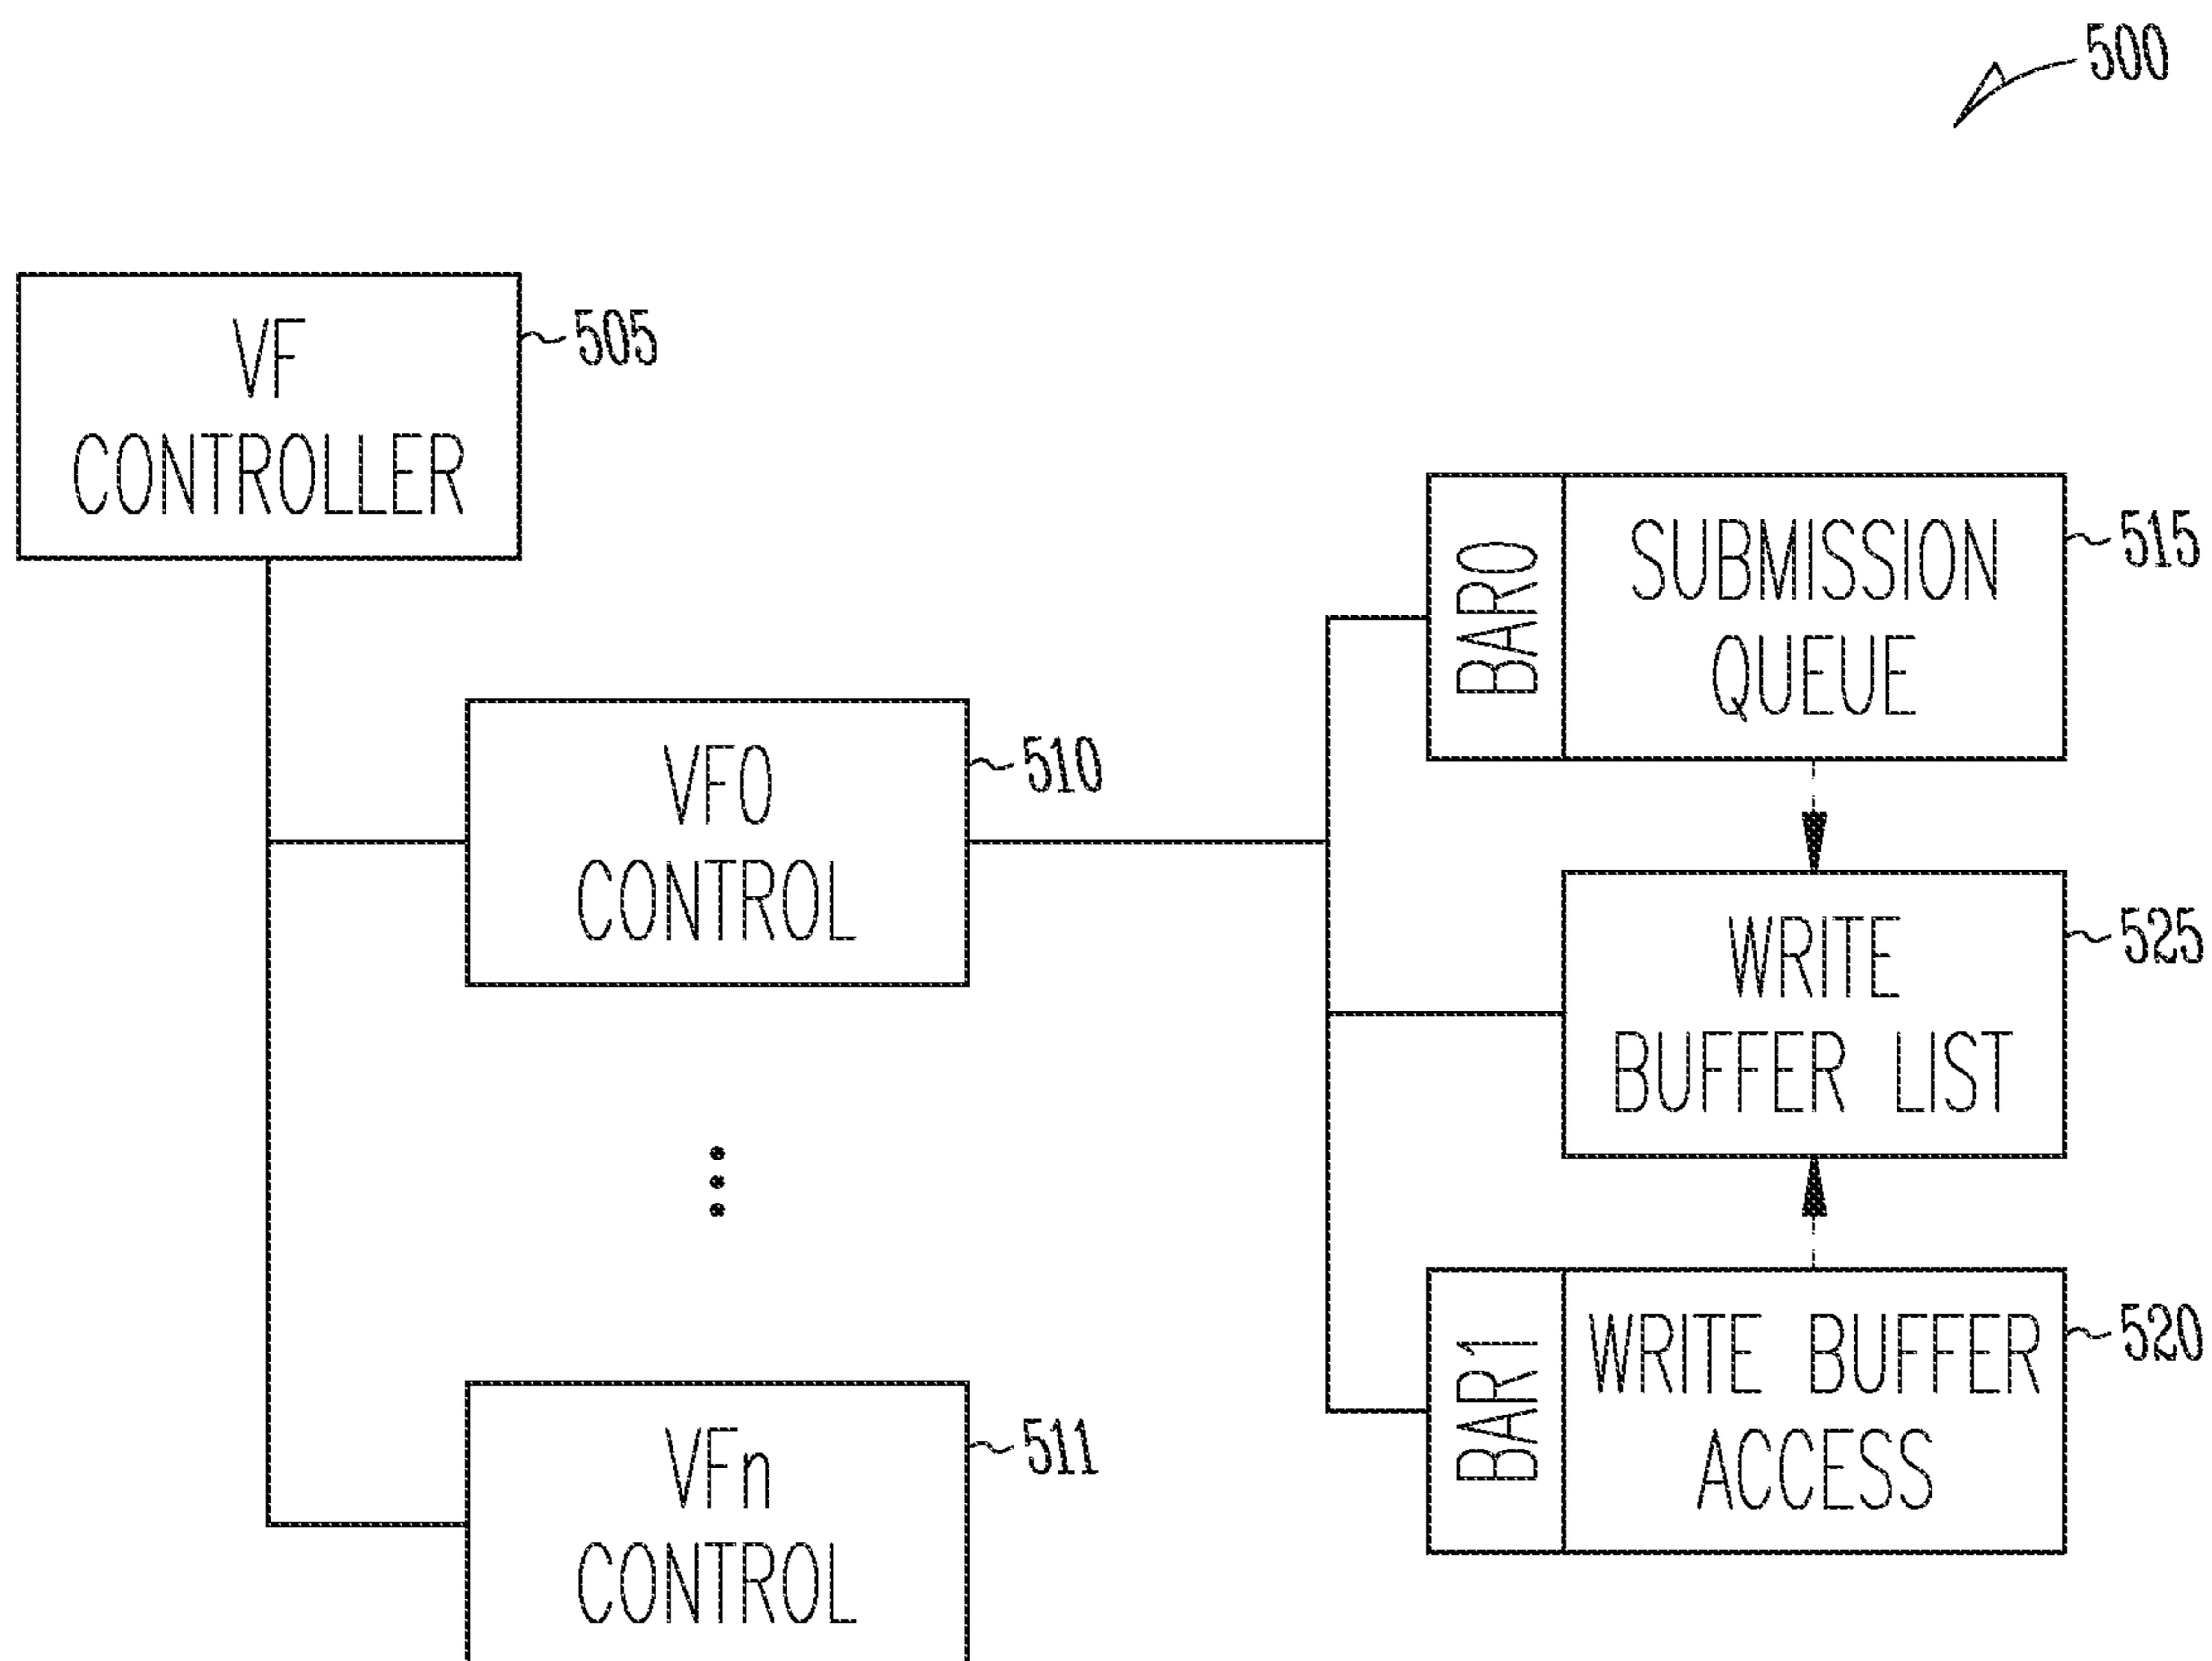 500
VF
CONTROLLER
505
VF0
CONTROL
510
VFn
CONTROL
511
BAR0
SUBMISSION
QUEUE
515
WRITE
BUFFER LIST
525
BAR1
WRITE BUFFER
ACCESS
520